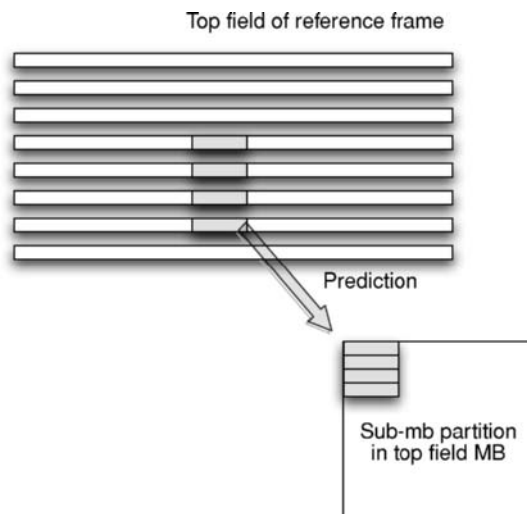 Top field of reference frame
Prediction
Sub-mb partition
in top field MB